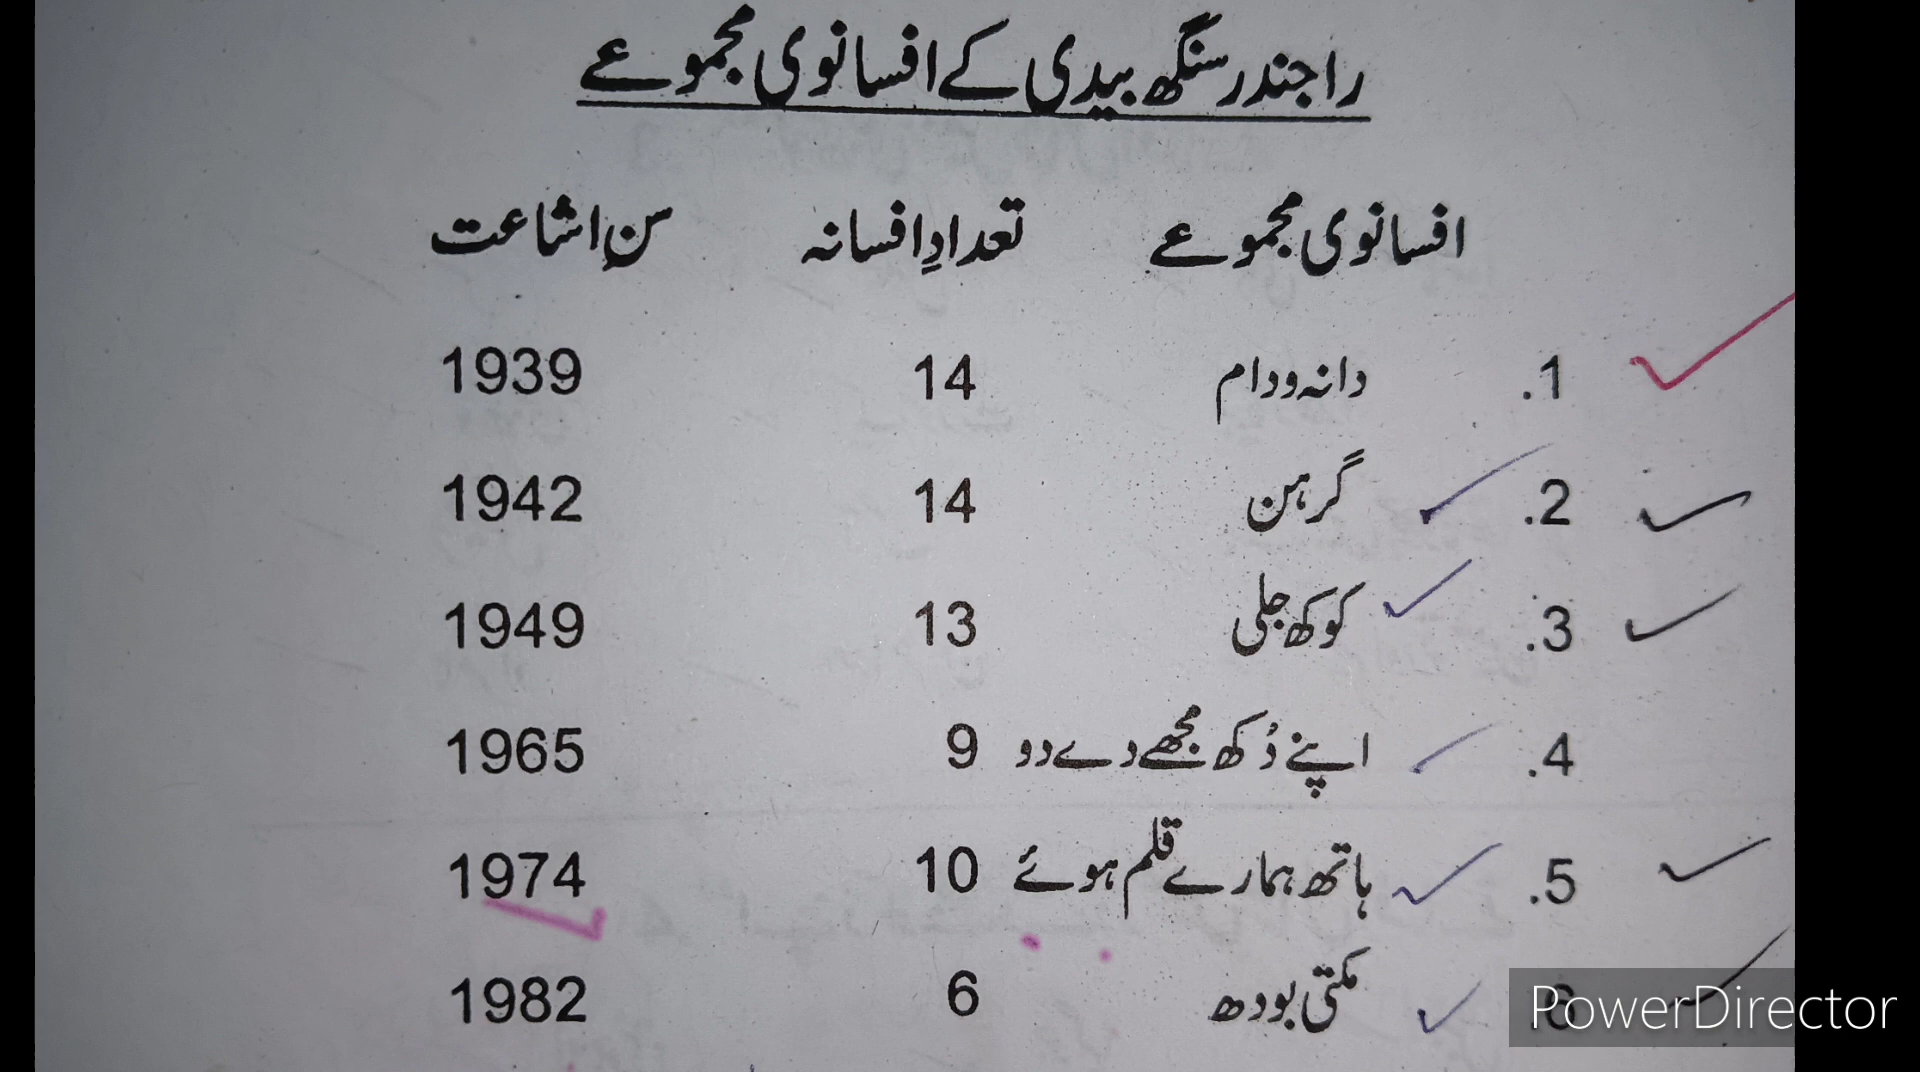 راجندر سنگھ بیدی کے افسانوی مجموعے
افسانوی مجموعے تعدادِ افسانہ سنِ اشاعت
1. دانہ و دام 14 1939
2. گرہن 14 1942
3. کوکھ جلی 13 1949
4. اپنے دُکھ مجھے دے دو 9 1965
5. ہاتھ ہمارے قلم ہوئے 10 1974
6. مکتی بودھ 6 1982
PowerDirector